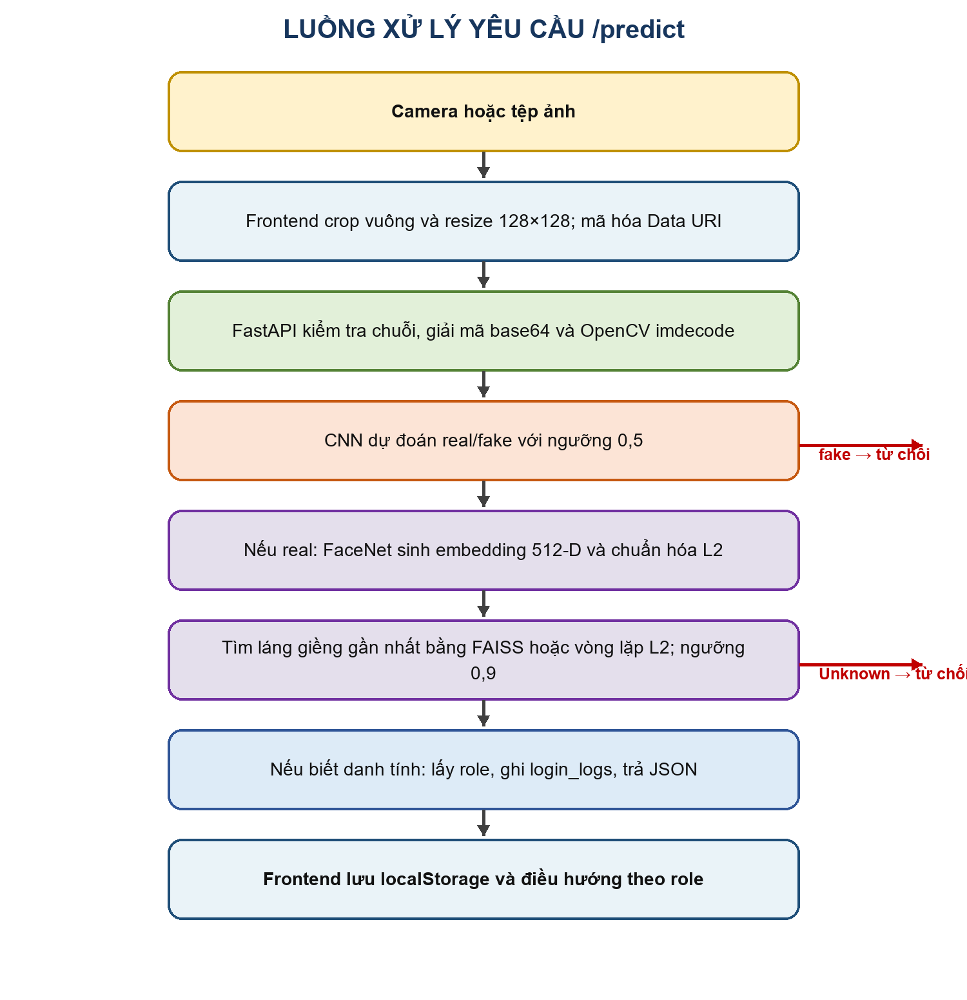 LUỒNG XỬ LÝ YÊU CẦU /predict
Camera hoặc tệp ảnh
Frontend crop vuông và resize 128×128; mã hóa Data URI
FastAPI kiểm tra chuỗi, giải mã base64 và OpenCV imdecode
CNN dự đoán real/fake với ngưỡng 0,5
fake → từ chối
Nếu real: FaceNet sinh embedding 512-D và chuẩn hóa L2
Tìm láng giềng gần nhất bằng FAISS hoặc vòng lặp L2; ngưỡng
0,9
Unknown → từ chối
Nếu biết danh tính: lấy role, ghi login_logs, trả JSON
Frontend lưu localStorage và điều hướng theo role